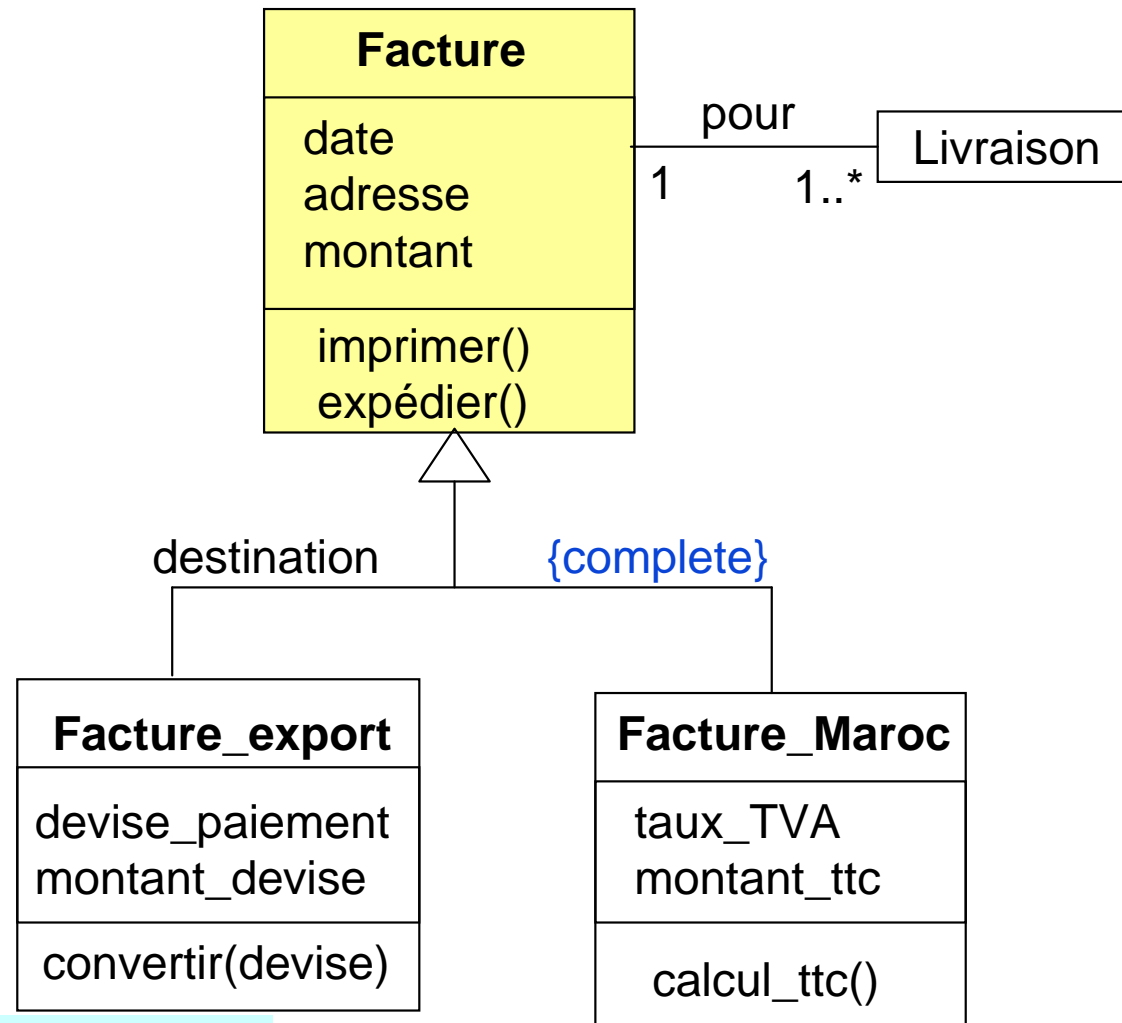 Facture
date
adresse
montant
imprimer()
expédier()
pour
1
1..*
Livraison
destination
{complete}
Facture_export
devise_paiement
montant_devise
convertir(devise)
Facture_Maroc
taux_TVA
montant_ttc
calcul_ttc()